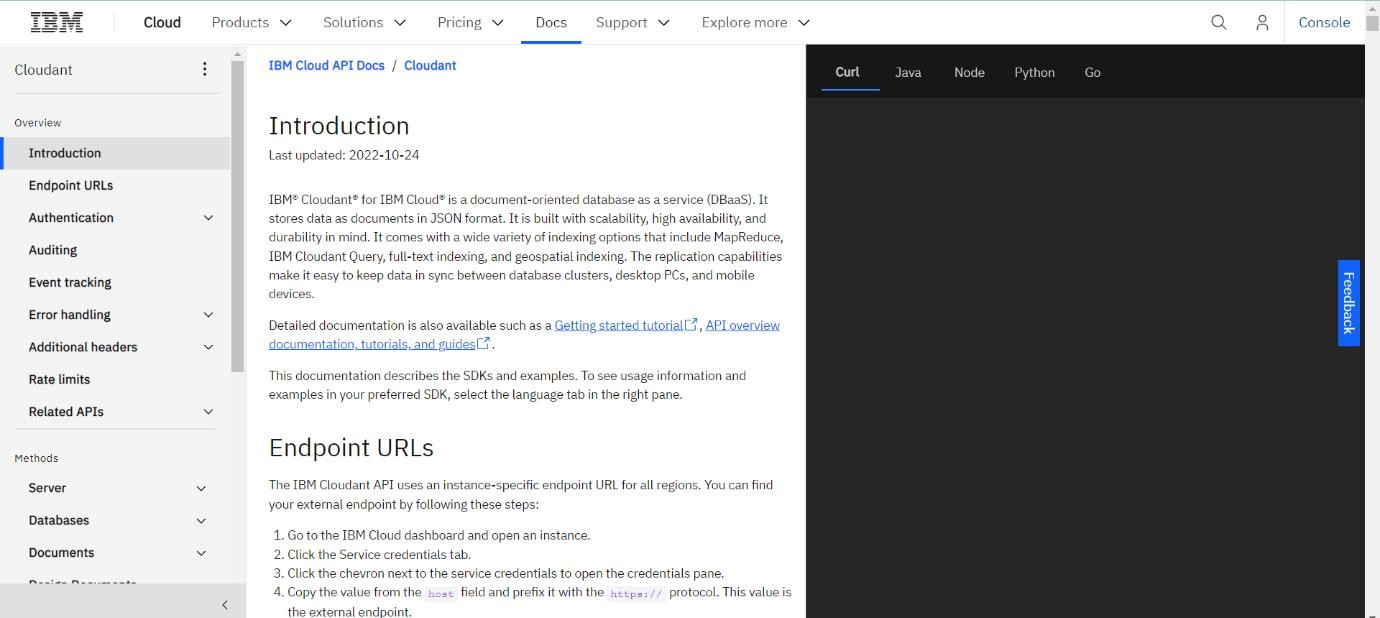 IBM Cloud Products Solutions Pricing Docs Support Explore more Console
Cloudant
Overview
Introduction
Endpoint URLs
Authentication
Auditing
Event tracking
Error handling
Additional headers
Rate limits
Related APIs
Methods
Server
Databases
Documents
Design Documents
IBM Cloud API Docs / Cloudant
Introduction
Last updated: 2022-10-24
IBM® Cloudant® for IBM Cloud® is a document-oriented database as a service (DBaaS). It
stores data as documents in JSON format. It is built with scalability, high availability, and
durability in mind. It comes with a wide variety of indexing options that include MapReduce,
IBM Cloudant Query, full-text indexing, and geospatial indexing. The replication capabilities
make it easy to keep data in sync between database clusters, desktop PCs, and mobile
devices.
Detailed documentation is also available such as a Getting started tutorial, API overview
documentation, tutorials, and guides.
This documentation describes the SDKs and examples. To see usage information and
examples in your preferred SDK, select the language tab in the right pane.
Endpoint URLs
The IBM Cloudant API uses an instance-specific endpoint URL for all regions. You can find
your external endpoint by following these steps:
1. Go to the IBM Cloud dashboard and open an instance.
2. Click the Service credentials tab.
3. Click the chevron next to the service credentials to open the credentials pane.
4. Copy the value from the host field and prefix it with the https:// protocol. This value is
the external endpoint.
Curl Java Node Python Go
Feedback